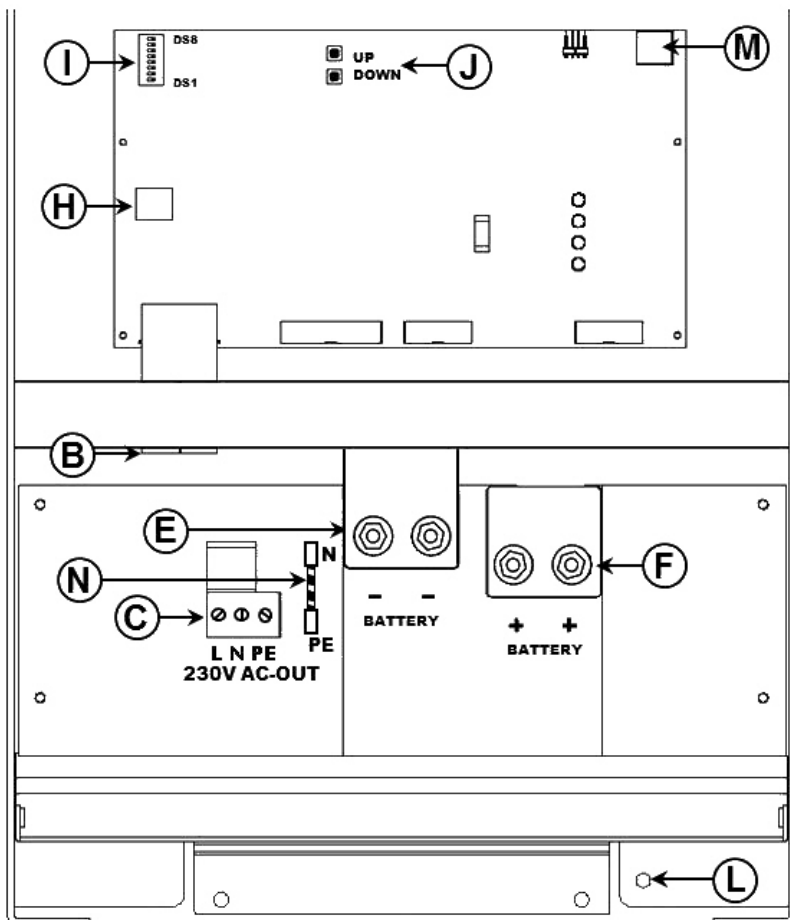 DS8
I
UP
J
M
DS1
DOWN
H
B
E
N
F
N
C
PE
- -
BATTERY
+ +
BATTERY
L N PE
230V AC-OUT
L